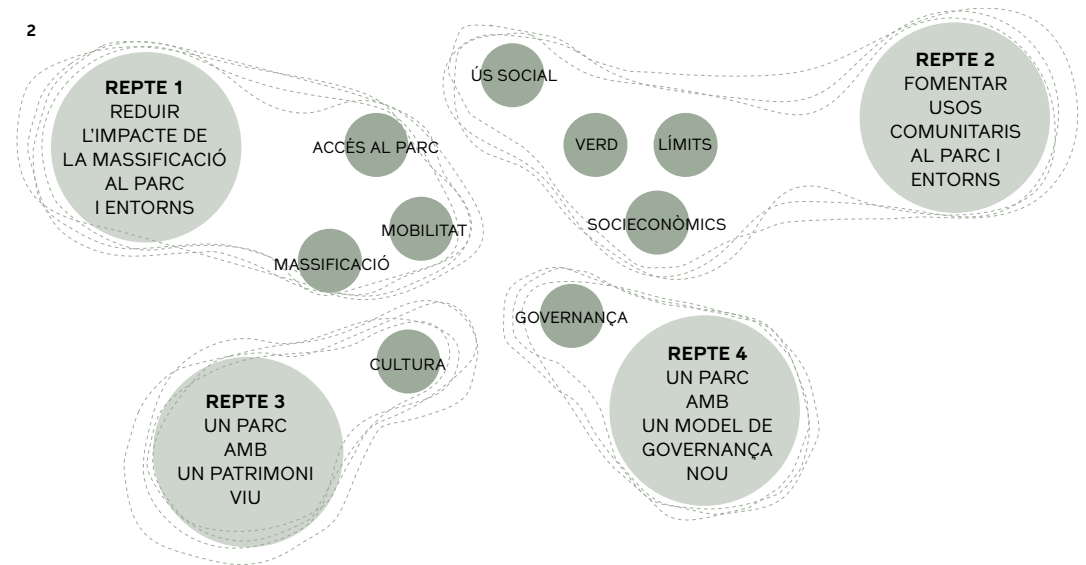 2
REPTE 1
REDUIR
L'IMPACTE DE
LA MASSIFICACIÓ
AL PARC
I ENTORNS
ACCÉS AL PARC
MOBILITAT
MASSIFICACIÓ
ÚS SOCIAL
VERD
LÍMITS
SOCIECONÒMICS
REPTE 2
FOMENTAR
USOS
COMUNITARIS
AL PARC I
ENTORNS
CULTURA
REPTE 3
UN PARC
AMB
UN PATRIMONI
VIU
GOVERNANÇA
REPTE 4
UN PARC
AMB
UN MODEL DE
GOVERNANÇA
NOU